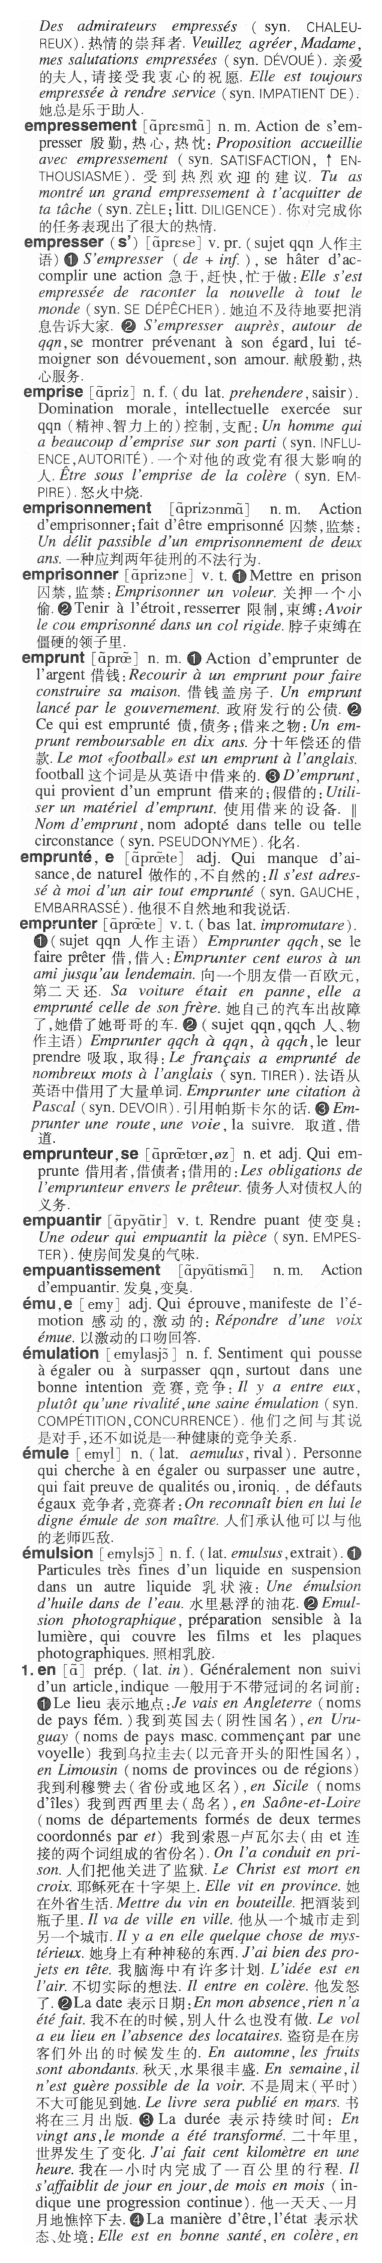 Des admirateurs empressés ( syn. CHALEU-
REUX). 热情的崇拜者. Veuillez agréer, Madame,
mes salutations empressées (syn. DÉVOUÉ). 亲爱
的夫人,请接受我衷心的祝愿. Elle est toujours
empressée à rendre service (syn. IMPATIENT DE).
她总是乐于助人.
empressement [ɑ̃prɛsmɑ̃] n. m. Action de s'em-
presser 殷勤,热心,热忱: Proposition accueillie
avec empressement ( syn. SATISFACTION, ↑ EN-
THOUSIASME). 受到热烈欢迎的建议. Tu as
montré un grand empressement à t'acquitter de
ta tâche (syn. ZÈLE; litt. DILIGENCE). 你对完成你
的任务表现出了很大的热情.
empresser (s') [ɑ̃prɛse] v. pr. (sujet qqn 人作主
语) ❶ S'empresser ( de + inf. ), se hâter d'ac-
complir une action 急于,赶快,忙于做: Elle s'est
empressée de raconter la nouvelle à tout le
monde (syn. SE DÉPÊCHER). 她迫不及待地要把消
息告诉大家. ❷ S'empresser auprès, autour de
qqn, se montrer prévenant à son égard, lui té-
moigner son dévouement, son amour. 献殷勤,热
心服务.
emprise [ɑ̃priz] n. f. (du lat. prehendere, saisir).
Domination morale, intellectuelle exercée sur
qqn (精神、智力上的)控制,支配: Un homme qui
a beaucoup d'emprise sur son parti (syn. INFLU-
ENCE, AUTORITÉ). 一个对他的政党有很大影响的
人. Être sous l'emprise de la colère ( syn. EM-
PIRE). 怒火中烧.
emprisonnement [ɑ̃prizɔnmɑ̃] n. m. Action
d'emprisonner; fait d'être emprisonné 囚禁,监禁:
Un délit passible d'un emprisonnement de deux
ans. 一种应判两年徒刑的不法行为.
emprisonner [ɑ̃prizɔne] v. t. ❶ Mettre en prison
囚禁,监禁: Emprisonner un voleur. 关押一个小
偷. ❷ Tenir à l'étroit, resserrer 限制,束缚: Avoir
le cou emprisonné dans un col rigide. 脖子束缚在
僵硬的领子里.
emprunt [ɑ̃prœ̃] n. m. ❶ Action d'emprunter de
l'argent 借钱: Recourir à un emprunt pour faire
construire sa maison. 借钱盖房子. Un emprunt
lancé par le gouvernement. 政府发行的公债. ❷
Ce qui est emprunté 债,债务;借来之物: Un em-
prunt remboursable en dix ans. 分十年偿还的借
款. Le mot «football» est un emprunt à l'anglais.
football 这个词是从英语中借来的. ❸ D'emprunt,
qui provient d'un emprunt 借来的;假借的: Utili-
ser un matériel d'emprunt. 使用借来的设备. ‖
Nom d'emprunt, nom adopté dans telle ou telle
circonstance (syn. PSEUDONYME). 化名.
emprunté, e [ɑ̃prœ̃te] adj. Qui manque d'ai-
sance, de naturel 做作的,不自然的: Il s'est adres-
sé à moi d'un air tout emprunté ( syn. GAUCHE,
EMBARRASSÉ). 他很不自然地和我说话.
emprunter [ɑ̃prœ̃te] v. t. (bas lat. impromutare).
❶ (sujet qqn 人作主语) Emprunter qqch, se le
faire prêter 借,借入: Emprunter cent euros à un
ami jusqu'au lendemain. 向一个朋友借一百欧元,
第二天还. Sa voiture était en panne, elle a
emprunté celle de son frère. 她自己的汽车出故障
了,她借了她哥哥的车. ❷ ( sujet qqn, qqch 人、物
作主语) Emprunter qqch à qqn, à qqch, le leur
prendre 吸取,取得: Le français a emprunté de
nombreux mots à l'anglais (syn. TIRER). 法语从
英语中借用了大量单词. Emprunter une citation à
Pascal (syn. DEVOIR). 引用帕斯卡尔的话. ❸ Em-
prunter une route, une voie, la suivre. 取道,借
道.
emprunteur, se [ɑ̃prœ̃tœr, øz] n. et adj. Qui em-
prunte 借用者,借债者;借用的: Les obligations de
l'emprunteur envers le prêteur. 债务人对债权人的
义务.
empuantir [ɑ̃pyɑ̃tir] v. t. Rendre puant 使变臭:
Une odeur qui empuantit la pièce (syn. EMPES-
TER). 使房间发臭的气味.
empuantissement [ɑ̃pyɑ̃tismɑ̃] n. m. Action
d'empuantir. 发臭,变臭.
ému, e [emy] adj. Qui éprouve, manifeste de l'é-
motion 感动的,激动的: Répondre d'une voix
émue. 以激动的口吻回答.
émulation [emylasjɔ̃] n. f. Sentiment qui pousse
à égaler ou à surpasser qqn, surtout dans une
bonne intention 竞赛,竞争: Il y a entre eux,
plutôt qu'une rivalité, une saine émulation (syn.
COMPÉTITION, CONCURRENCE). 他们之间与其说
是对手,还不如说是一种健康的竞争关系.
émule [emyl] n. (lat. aemulus, rival). Personne
qui cherche à en égaler ou surpasser une autre,
qui fait preuve de qualités ou, ironiq. , de défauts
égaux 竞争者,竞赛者: On reconnaît bien en lui le
digne émule de son maître. 人们承认他可以与他
的老师匹敌.
émulsion [emylsjɔ̃] n. f. (lat. emulsus, extrait). ❶
Particules très fines d'un liquide en suspension
dans un autre liquide 乳状液: Une émulsion
d'huile dans de l'eau. 水里悬浮的油花. ❷ Émul-
sion photographique, préparation sensible à la
lumière, qui couvre les films et les plaques
photographiques. 照相乳胶.
1. en [ɑ̃] prép. (lat. in). Généralement non suivi
d'un article, indique 一般用于不带冠词的名词前:
❶ Le lieu 表示地点: Je vais en Angleterre (noms
de pays fém. )我到英国去(阴性国名), en Uru-
guay (noms de pays masc. commençant par une
voyelle) 我到乌拉圭去(以元音开头的阳性国名),
en Limousin (noms de provinces ou de régions)
我到利穆赞去(省份或地区名), en Sicile ( noms
d'îles) 我到西西里去(岛名), en Saône-et-Loire
(noms de départements formés de deux termes
coordonnés par et) 我到索恩-卢瓦尔去(由 et 连
接的两个词组成的省份名). On l'a conduit en pri-
son. 人们把他关进了监狱. Le Christ est mort en
croix. 耶稣死在十字架上. Elle vit en province. 她
在外省生活. Mettre du vin en bouteille. 把酒装到
瓶子里. Il va de ville en ville. 他从一个城市走到
另一个城市. Il y a en elle quelque chose de mys-
térieux. 她身上有种神秘的东西. J'ai bien des pro-
jets en tête. 我脑海中有许多计划. L'idée est en
l'air. 不切实际的想法. Il entre en colère. 他发怒
了. ❷ La date 表示日期: En mon absence, rien n'a
été fait. 我不在的时候,别人什么也没有做. Le vol
a eu lieu en l'absence des locataires. 盗窃是在房
客们外出的时候发生的. En automne, les fruits
sont abondants. 秋天,水果很丰盛. En semaine, il
n'est guère possible de la voir. 不是周末(平时)
不大可能见到她. Le livre sera publié en mars. 书
将在三月出版. ❸ La durée 表示持续时间: En
vingt ans, le monde a été transformé. 二十年里,
世界发生了变化. J'ai fait cent kilomètre en une
heure. 我在一小时内完成了一百公里的行程. Il
s'affaiblit de jour en jour, de mois en mois ( in-
dique une progression continue). 他一天天、一月
月地憔悴下去. ❹ La manière d'être, l'état 表示状
态、处境: Elle est en bonne santé, en colère, en